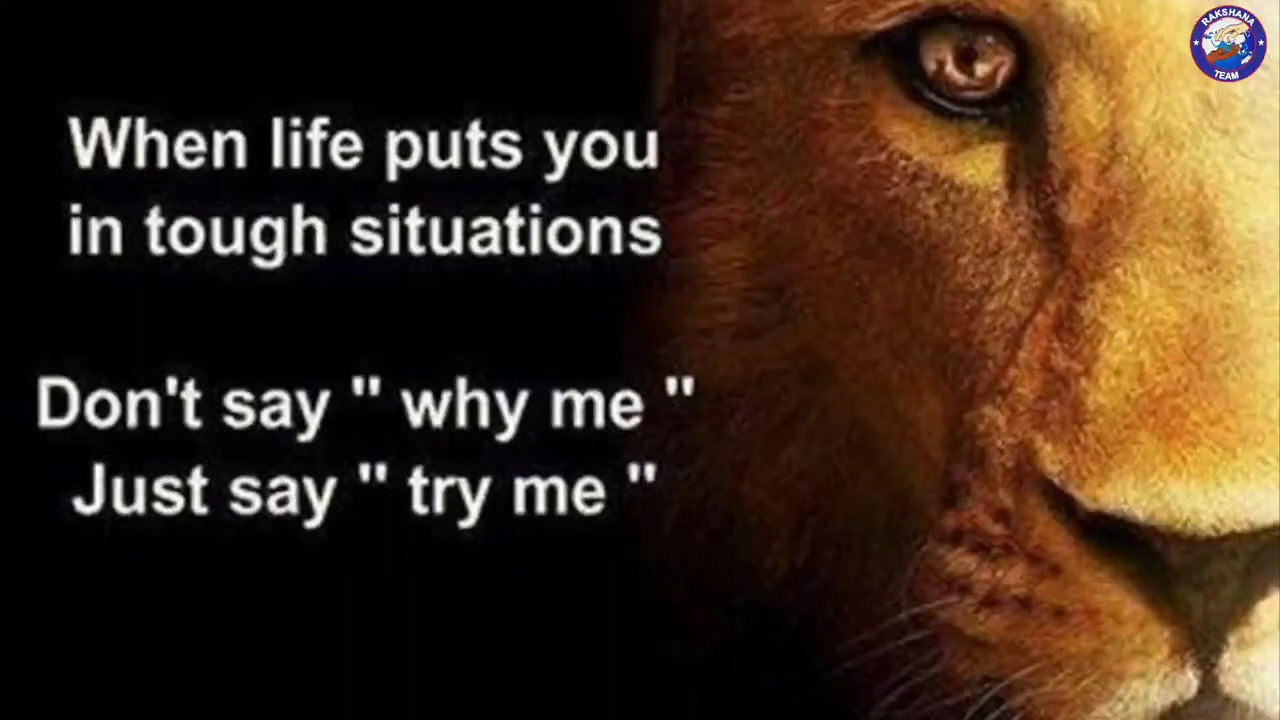 RAKSHANA
TEAM
When life puts you
in tough situations
Don't say " why me "
Just say " try me "